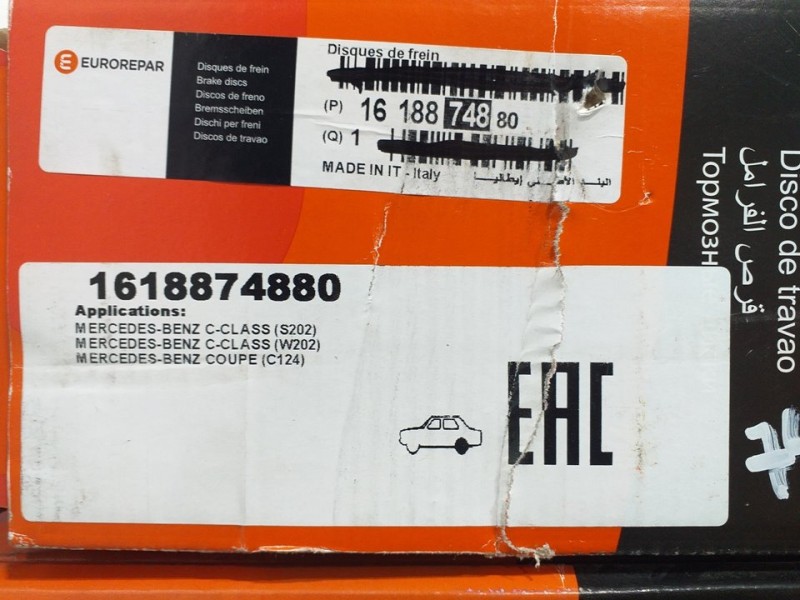 EUROREPAR
Disques de frein
Brake discs
Discos de freno
Bremsscheiben
Dischi per freni
Discos de travao
Disques de frein
(P) 16 188 748 80
(Q) 1
MADE IN IT - Italy
إيطاليا
1618874880
Applications:
MERCEDES-BENZ C-CLASS (S202)
MERCEDES-BENZ C-CLASS (W202)
MERCEDES-BENZ COUPE (C124)
EAC
Disco de travao
قرص الفرامل
Тормозн